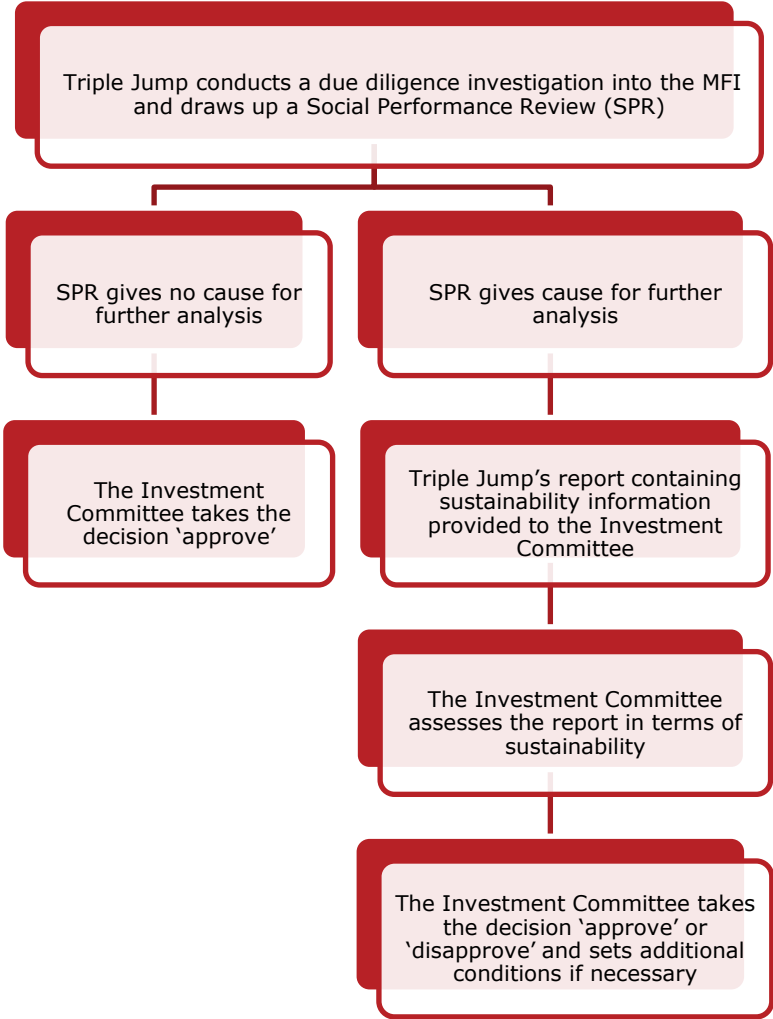 Triple Jump conducts a due diligence investigation into the MFI
and draws up a Social Performance Review (SPR)
SPR gives no cause for
further analysis
SPR gives cause for further
analysis
The Investment
Committee takes the
decision ‘approve’
Triple Jump’s report containing
sustainability information
provided to the Investment
Committee
The Investment Committee
assesses the report in terms of
sustainability
The Investment Committee takes
the decision ‘approve’ or
‘disapprove’ and sets additional
conditions if necessary